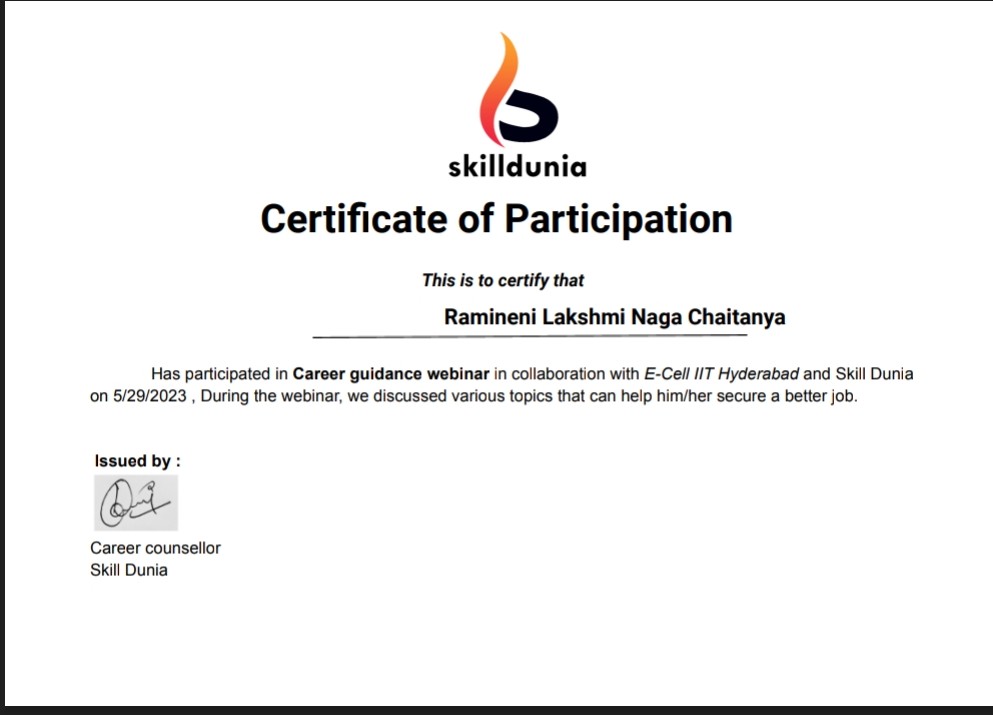 skilldunia
Certificate of Participation
This is to certify that
Ramineni Lakshmi Naga Chaitanya
Has participated in Career guidance webinar in collaboration with E-Cell IIT Hyderabad and Skill Dunia
on 5/29/2023 , During the webinar, we discussed various topics that can help him/her secure a better job.
Issued by :
Career counsellor
Skill Dunia